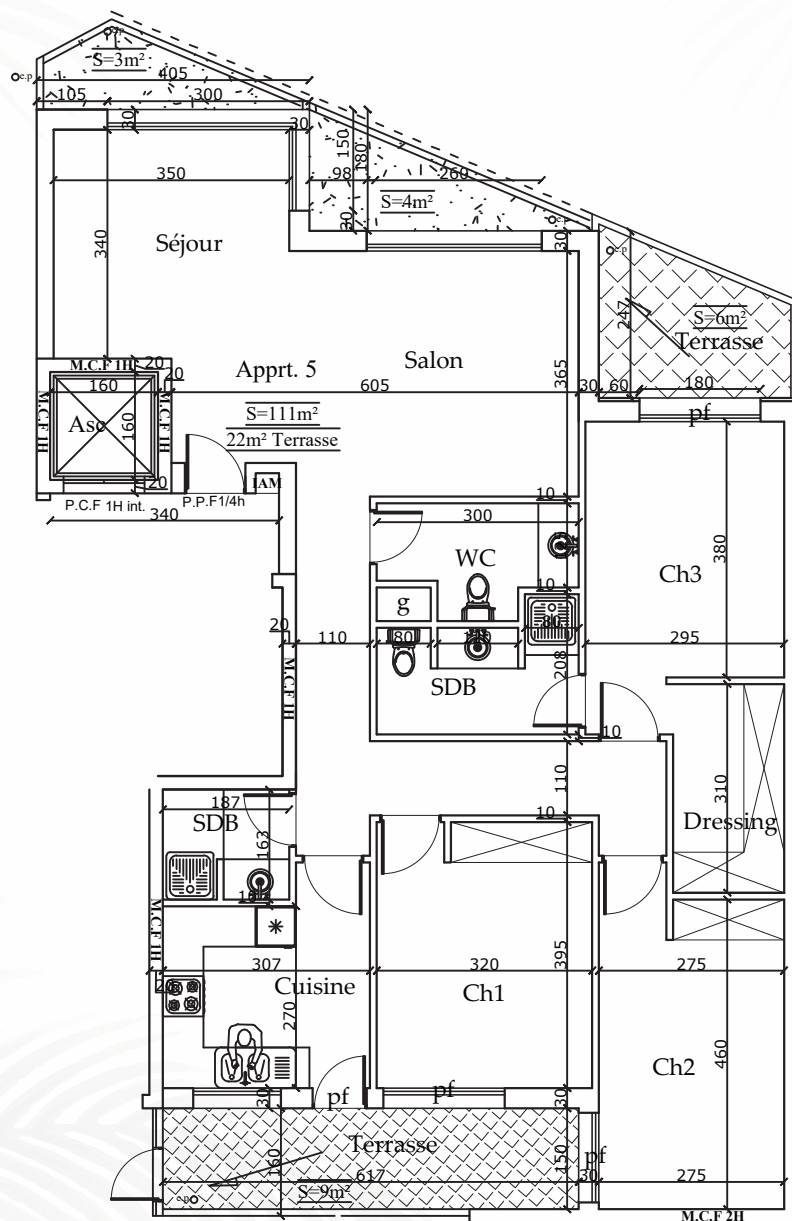 c.p
S=3m²
c.p
405
105
300
30
30
150
180
350
98
260
S=4m²
30
c.p
Séjour
30
c.p
340
247
S=6m²
Terrasse
Salon
365
M.C.F 1H
20
20
Apprt. 5
160
605
30
60
180
pf
S=111m²
22m² Terrasse
Asc
160
M.C.F 1H
M.C.F 1H
20
IAM
P.C.F 1H int.
P.P.F1/4h
340
10
300
WC
380
Ch3
10
g
80
20
110
80
295
208
SDB
M.C.F 1H
10
110
310
187
10
SDB
163
Dressing
M.C.F 1H
395
307
320
275
20
Cuisine
Ch1
270
460
Ch2
30
pf
pf
30
Terrasse
160
150
pf
617
30
275
S=9m²
c.p
M.C.F 2H